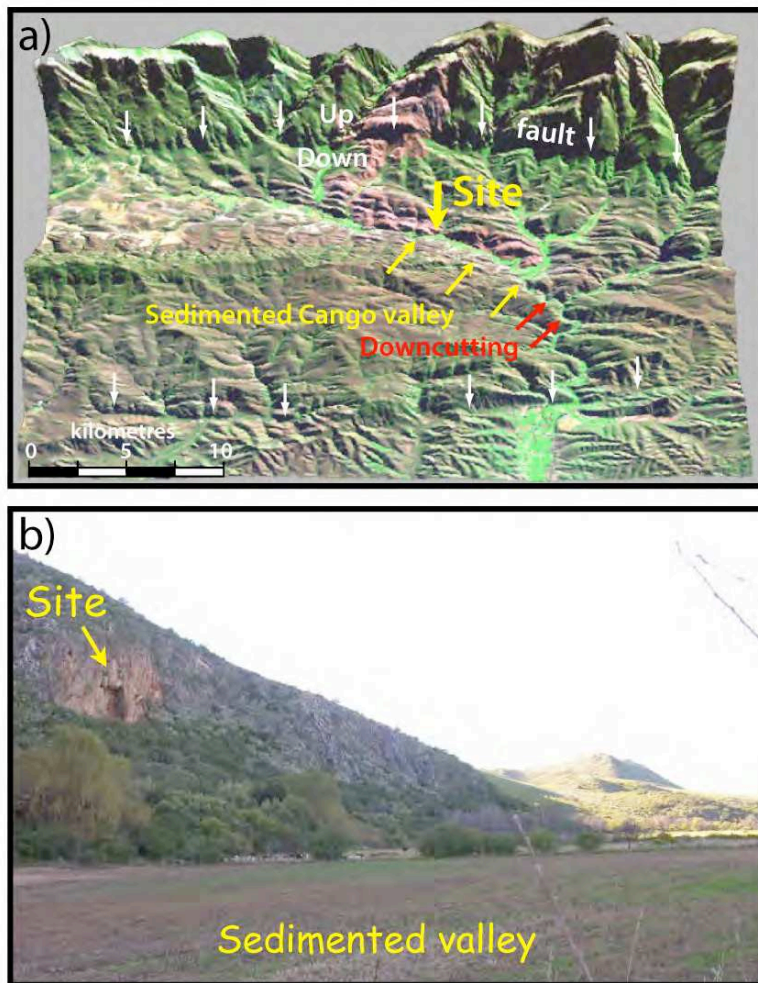 a)
Up
Down
fault
Site
Sedimented Cango valley
Downcutting
kilometres
0 5 10
b)
Site
Sedimented valley